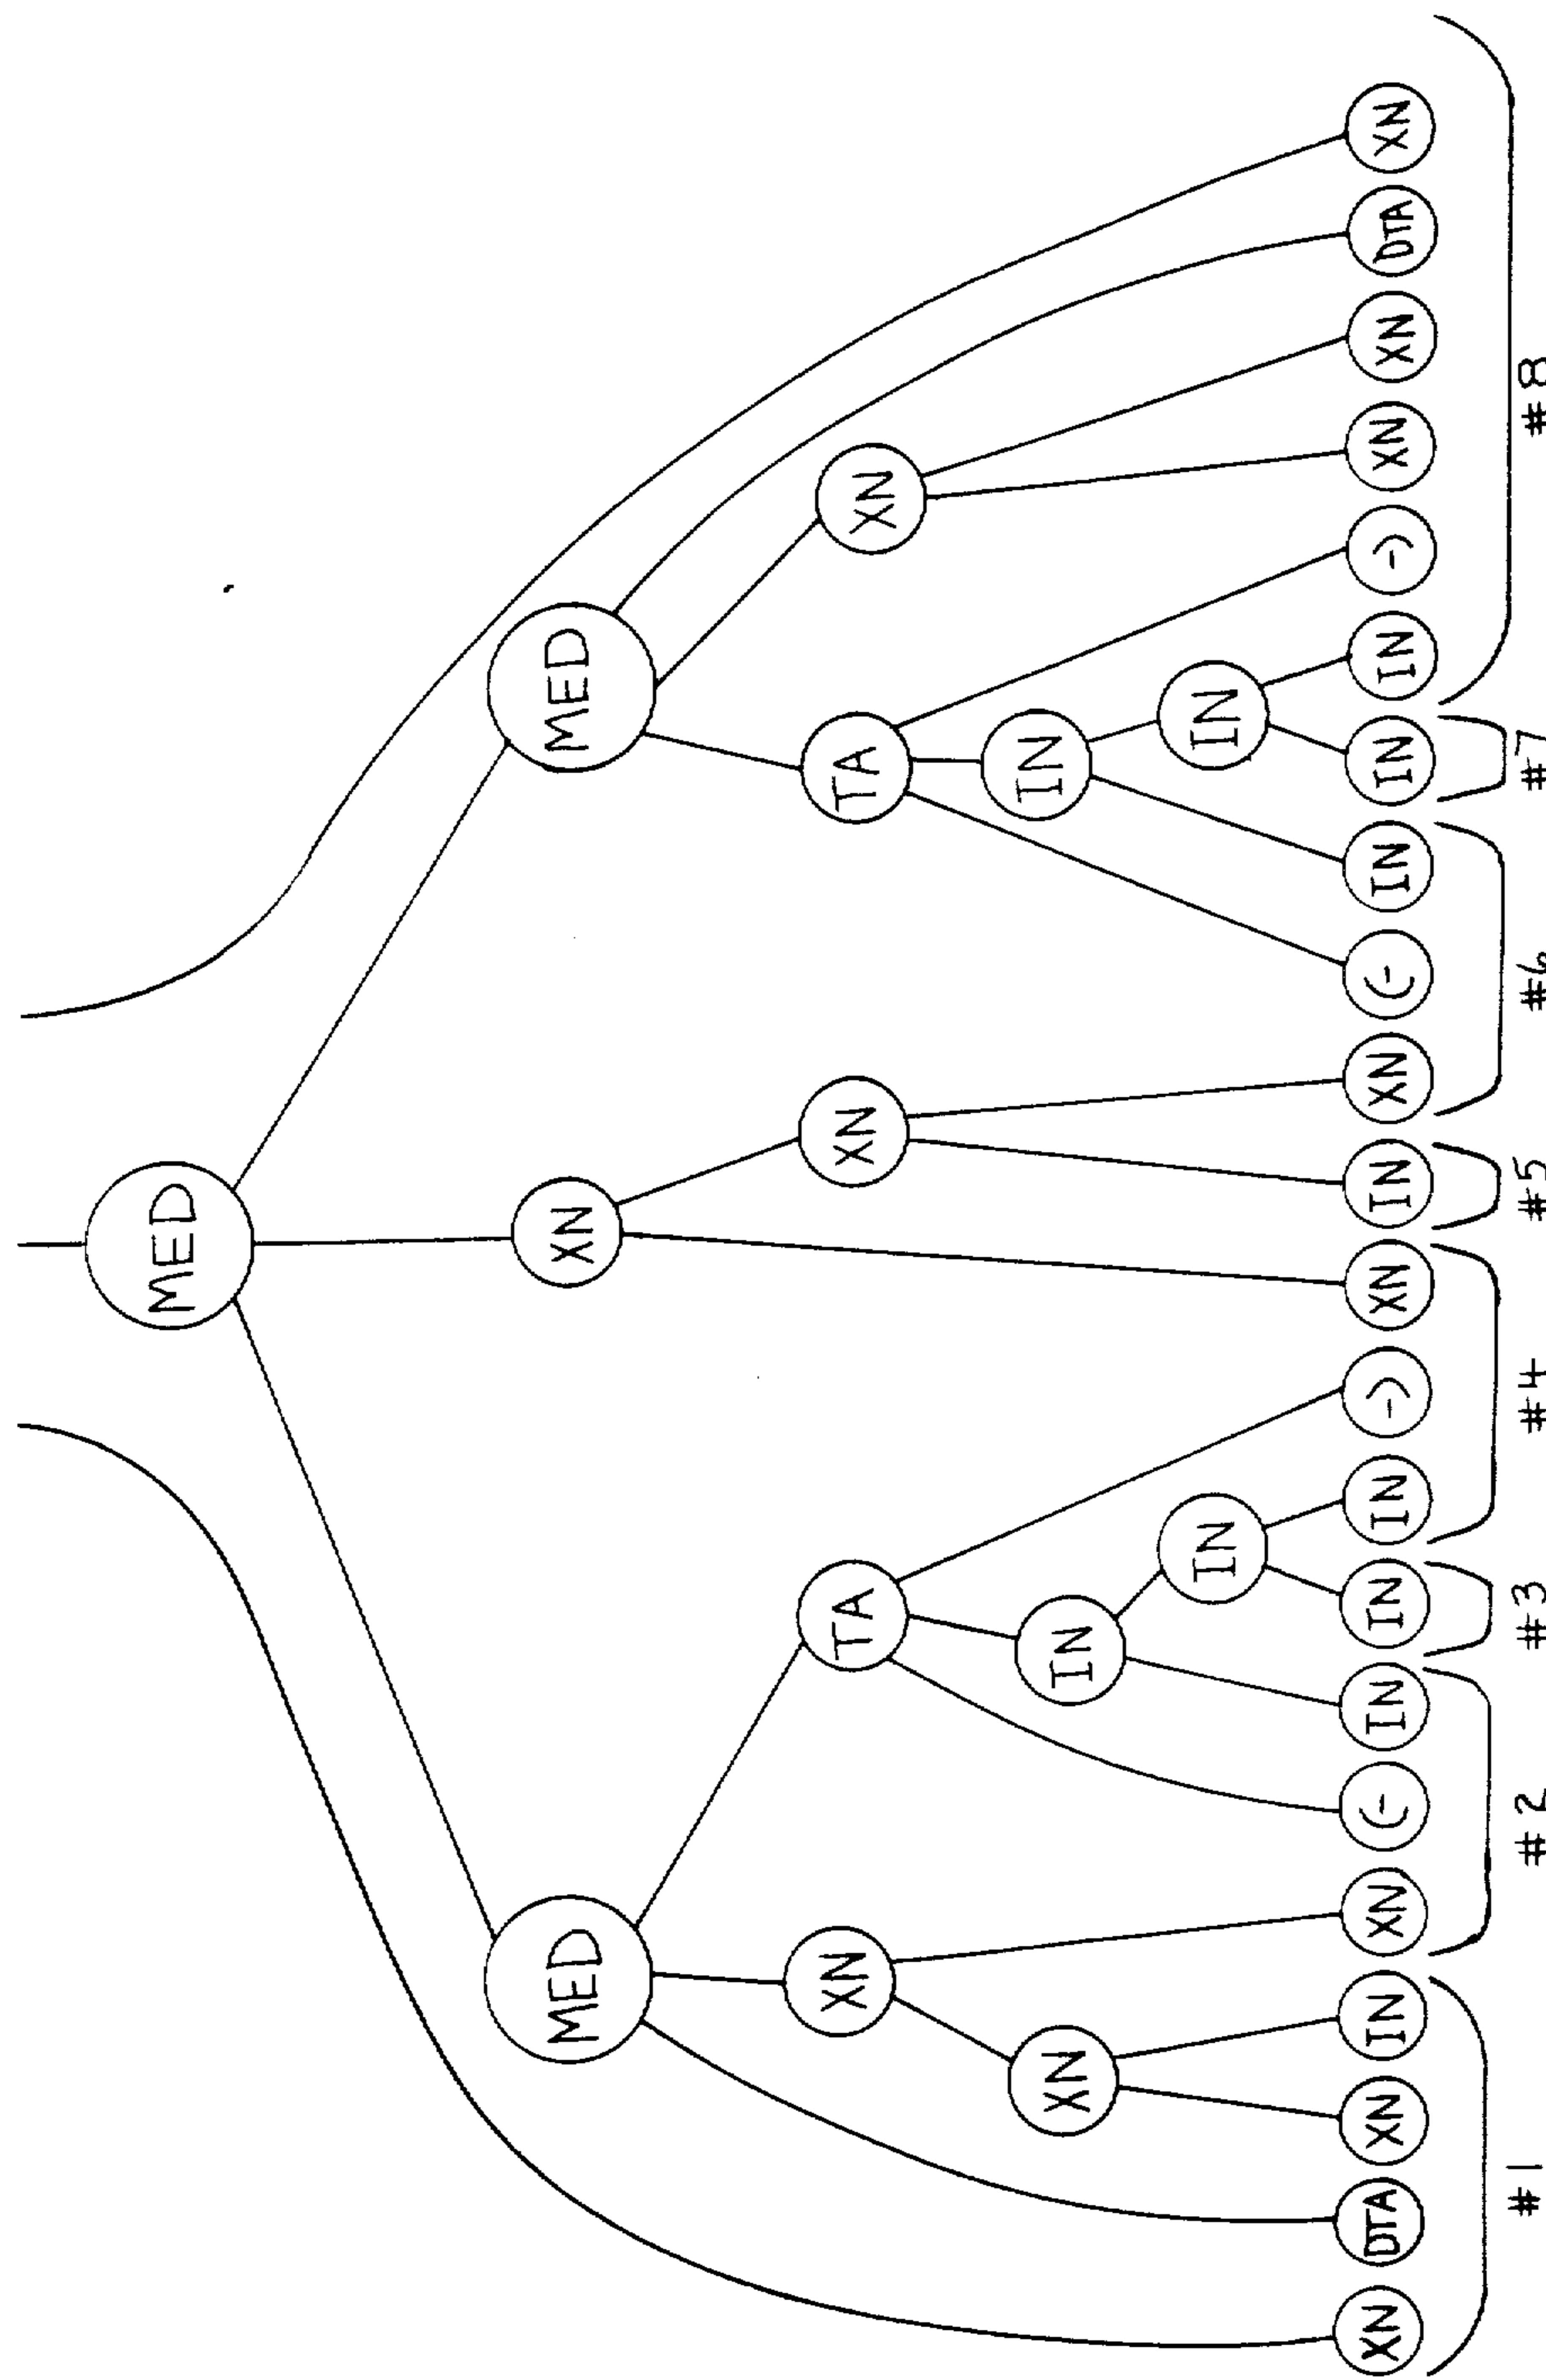 MED
MED XN MED
XN TA XN TA XN
XN IN IN
IN IN
XN DTA XN IN XN (- IN IN IN -) XN IN XN (- IN IN IN -) XN XN DTA XN
#1 #2 #3 #4 #5 #6 #7 #8